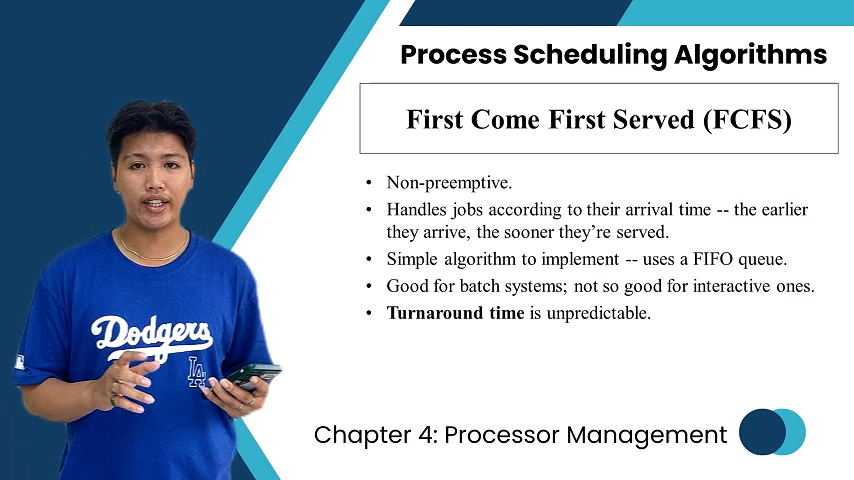 Process Scheduling Algorithms
First Come First Served (FCFS)
• Non-preemptive.
• Handles jobs according to their arrival time -- the earlier
they arrive, the sooner they’re served.
• Simple algorithm to implement -- uses a FIFO queue.
• Good for batch systems; not so good for interactive ones.
• Turnaround time is unpredictable.
Dodgers
LA
Chapter 4: Processor Management